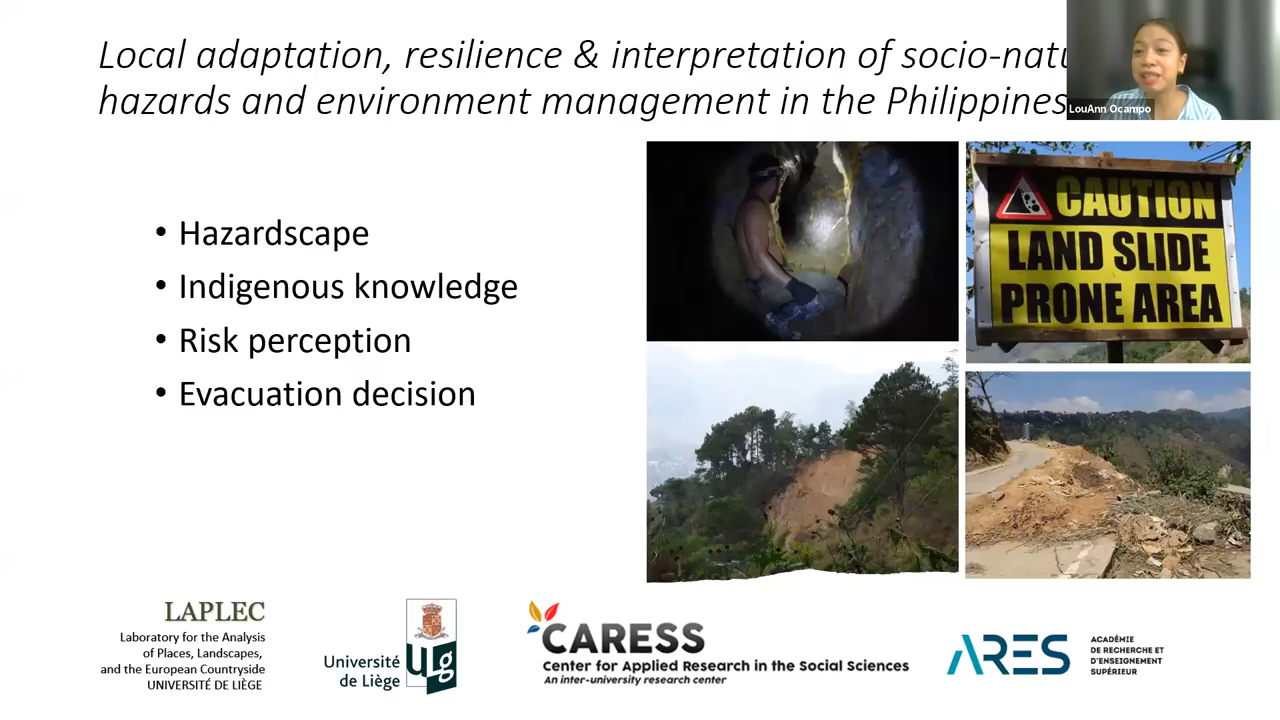 Local adaptation, resilience & interpretation of
hazards and environment management in the Philippines
LouAnn Ocampo
• Hazardscape
• Indigenous knowledge
• Risk perception
• Evacuation decision
CAUTION
LAND SLIDE
PRONE AREA
LAPLEC
Laboratory for the Analysis
of Places, Landscapes,
and the European Countryside
UNIVERSITÉ DE LIÈGE
Université
de Liège
ULg
CARESS
Center for Applied Research in the Social Sciences
An inter-university research center
ARES
ACADÉMIE
DE RECHERCHE ET
D'ENSEIGNEMENT
SUPÉRIEUR